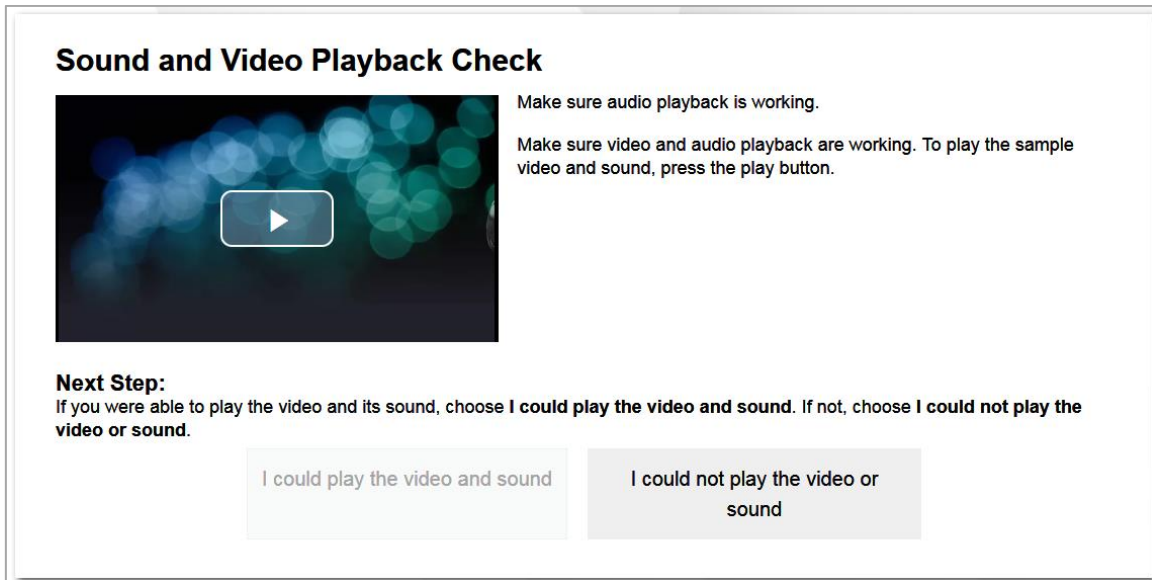 Sound and Video Playback Check
Make sure audio playback is working.
Make sure video and audio playback are working. To play the sample
video and sound, press the play button.
Next Step:
If you were able to play the video and its sound, choose I could play the video and sound. If not, choose I could not play the
video or sound.
I could play the video and sound
I could not play the video or
sound